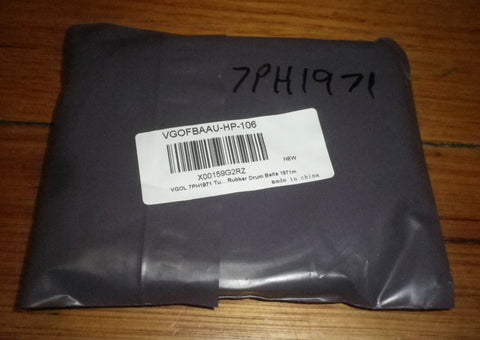 7PH1971
VGOFBAAU-HP-106
X00159G2RZ
NEW
VGOL 7PH1971 Tu... Rubber Drum Belts 1971m
made in china